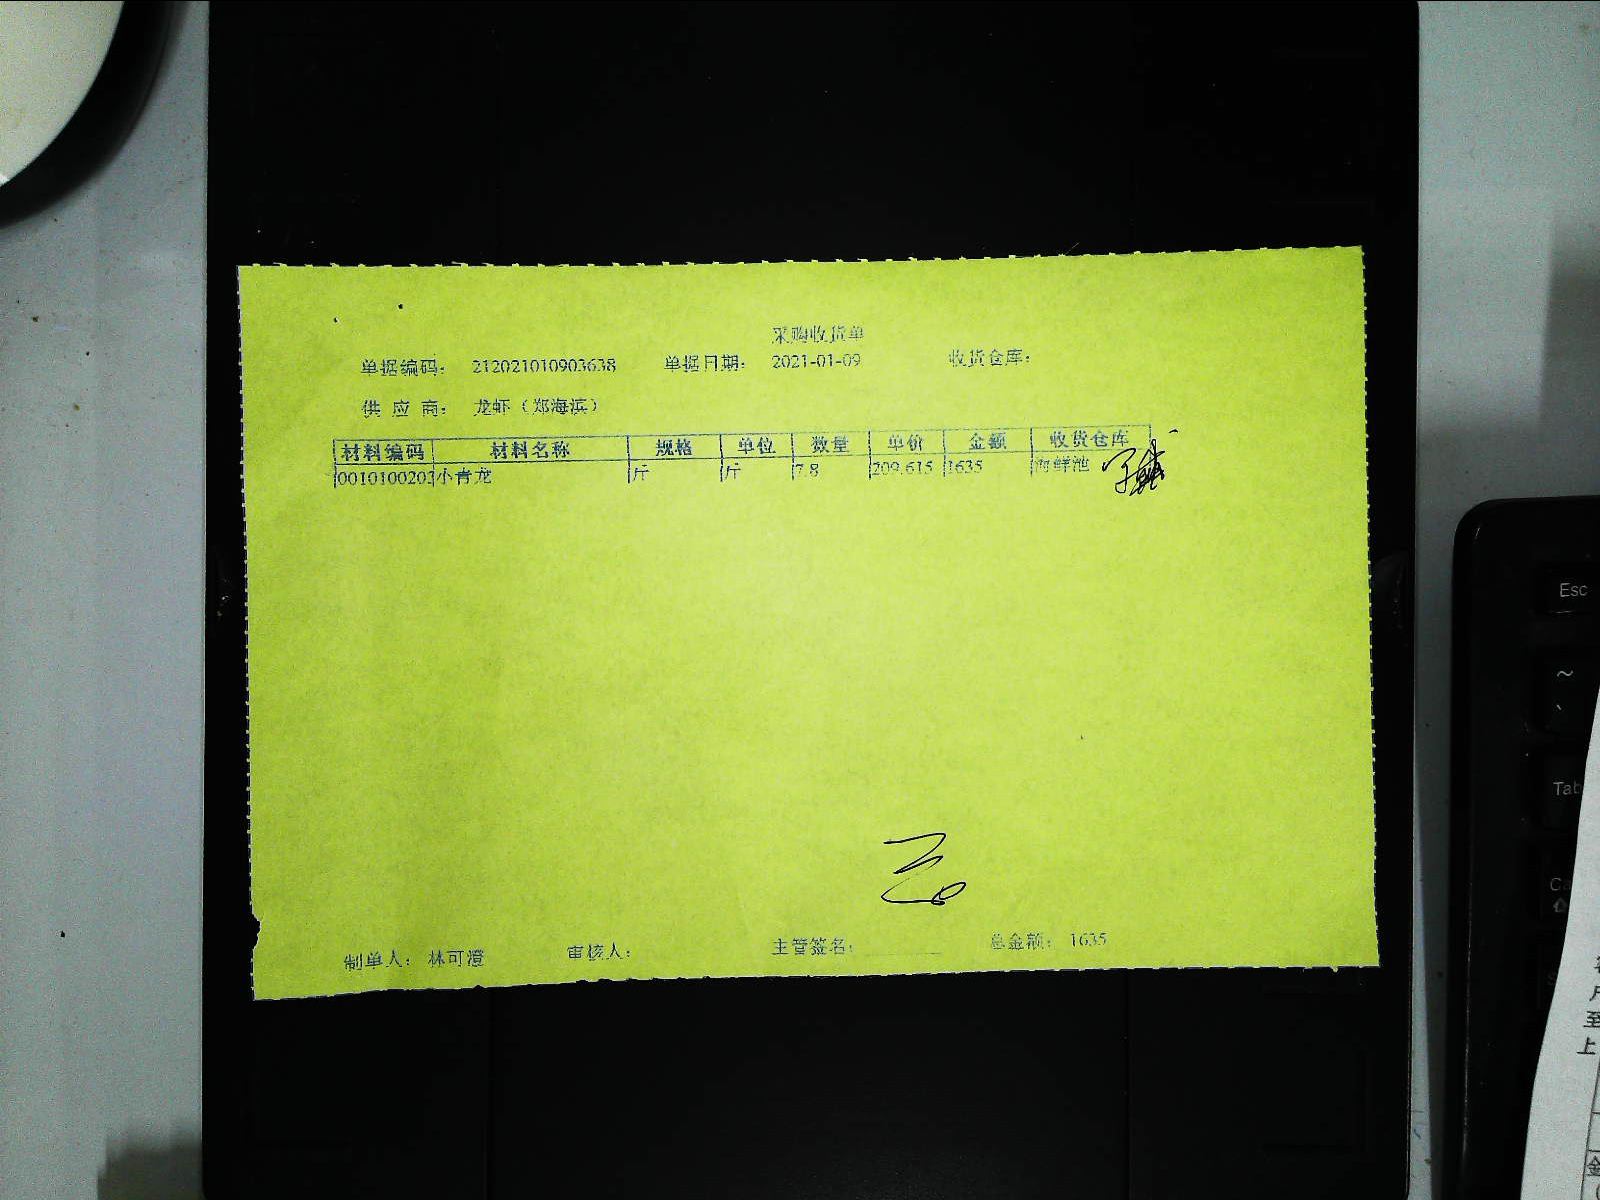 采购收货单
单据编码： 212021010903638 单据日期： 2021-01-09 收货仓库：
供 应 商： 龙虾（郑海滨）
材料编码 材料名称 规格 单位 数量 单价 金额 收货仓库
0010100203 小青龙 斤 斤 7.8 209.615 1635 海鲜池
制单人： 林可澄 审核人： 主管签名： 总金额： 1635
Esc
~
Tab
至
上